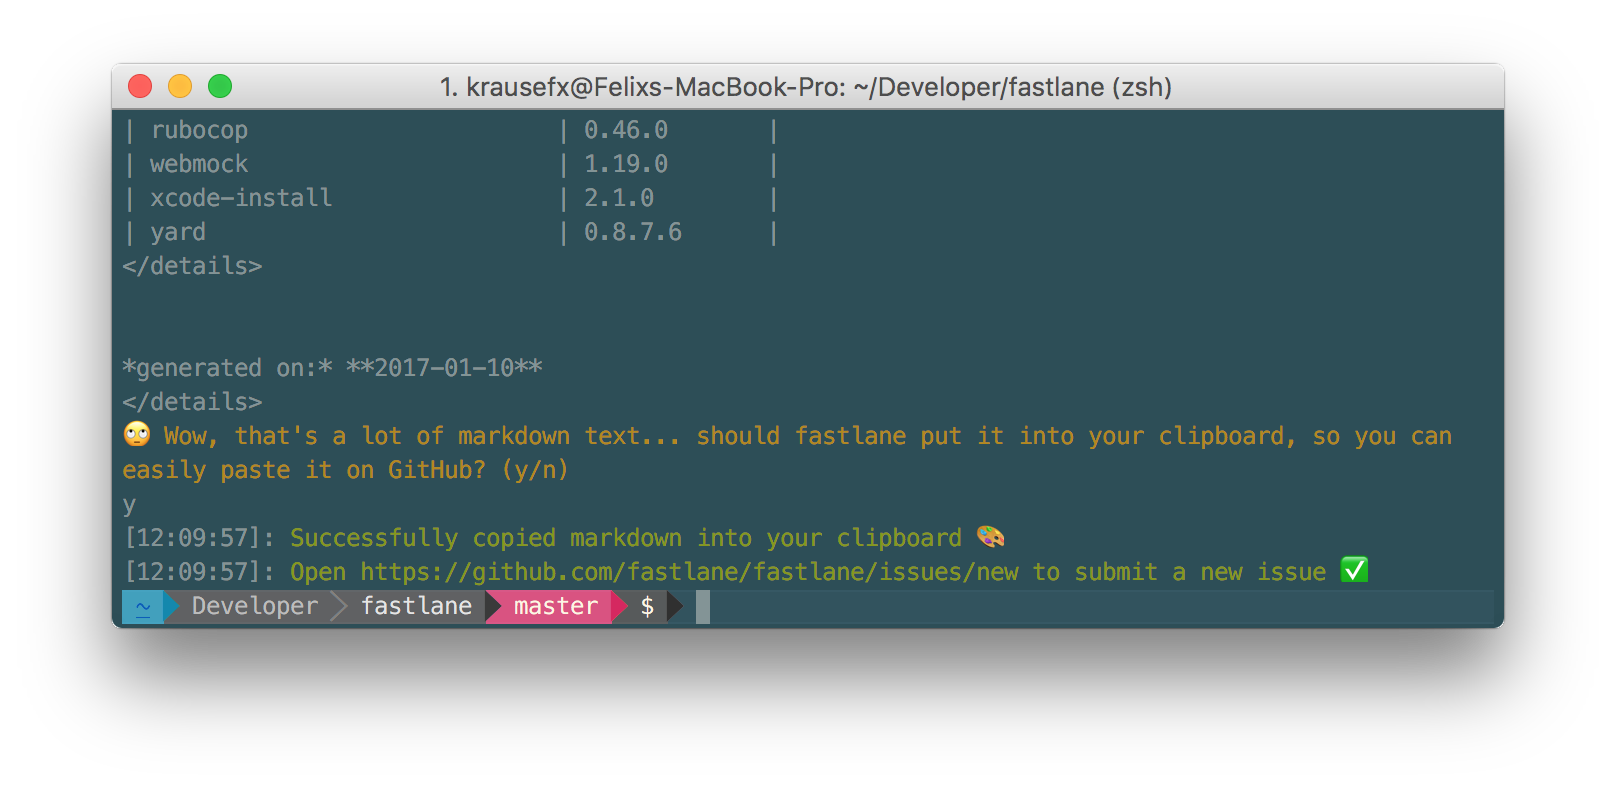 1. krausefx@Felixs-MacBook-Pro: ~/Developer/fastlane (zsh)
| rubocop | 0.46.0 |
| webmock | 1.19.0 |
| xcode-install | 2.1.0 |
| yard | 0.8.7.6 |
</details>
*generated on:* **2017-01-10**
</details>
🙄 Wow, that's a lot of markdown text... should fastlane put it into your clipboard, so you can
easily paste it on GitHub? (y/n)
y
[12:09:57]: Successfully copied markdown into your clipboard 🎨
[12:09:57]: Open https://github.com/fastlane/fastlane/issues/new to submit a new issue ✅
~ Developer fastlane master $